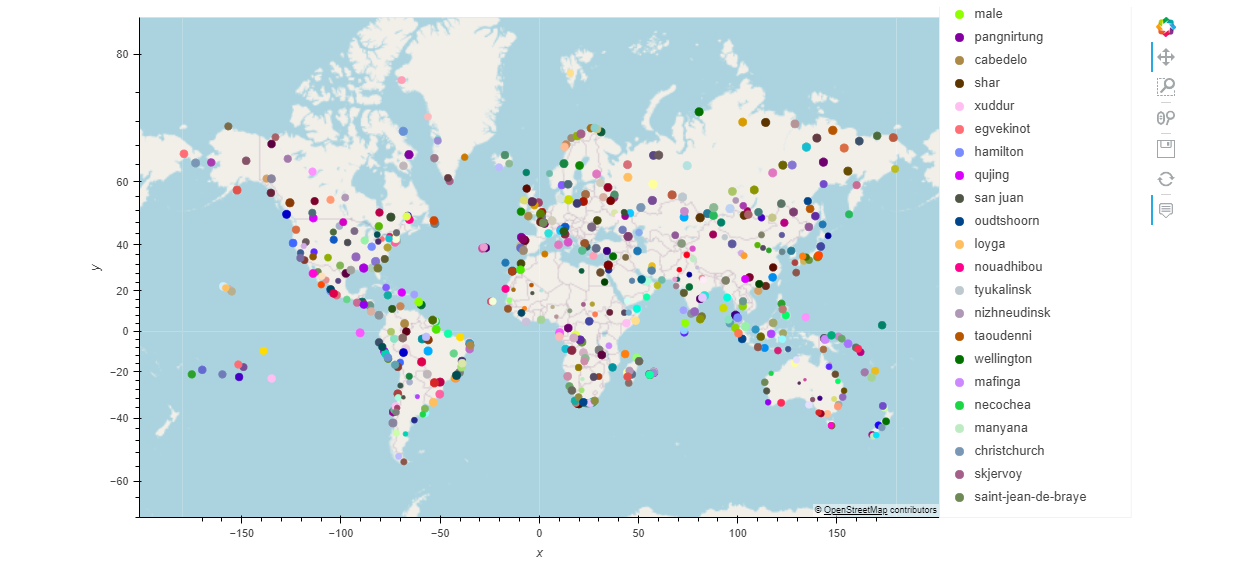 male
pangnirtung
cabedelo
shar
xuddur
egvekinot
hamilton
qujing
san juan
oudtshoorn
loyga
nouadhibou
tyukalinsk
nizhneudinsk
taoudenni
wellington
mafinga
necochea
manyana
christchurch
skjervoy
saint-jean-de-braye
80
60
40
20
0
−20
−40
−60
y
© OpenStreetMap contributors
−150
−100
−50
0
50
100
150
x